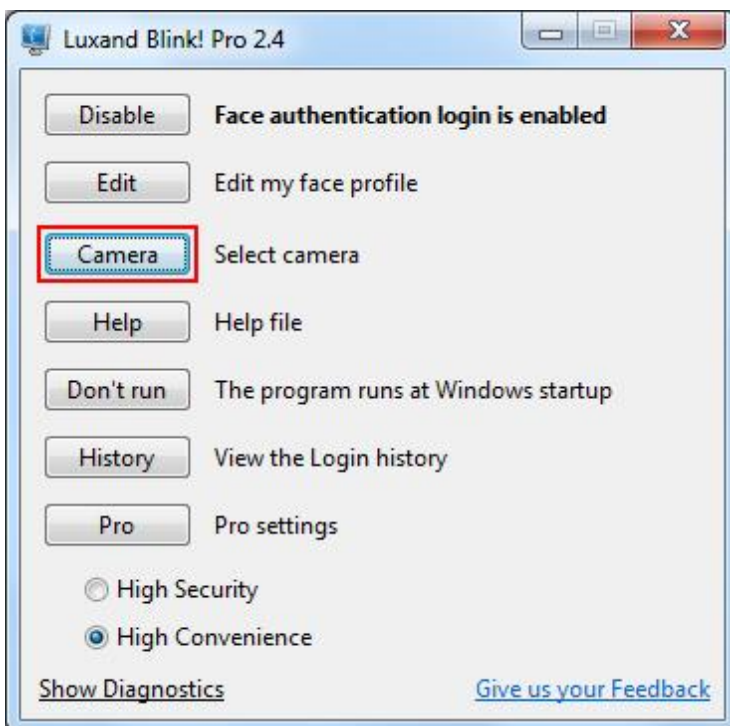 Luxand Blink! Pro 2.4
Disable Face authentication login is enabled
Edit Edit my face profile
Camera Select camera
Help Help file
Don't run The program runs at Windows startup
History View the Login history
Pro Pro settings
High Security
High Convenience
Show Diagnostics Give us your Feedback